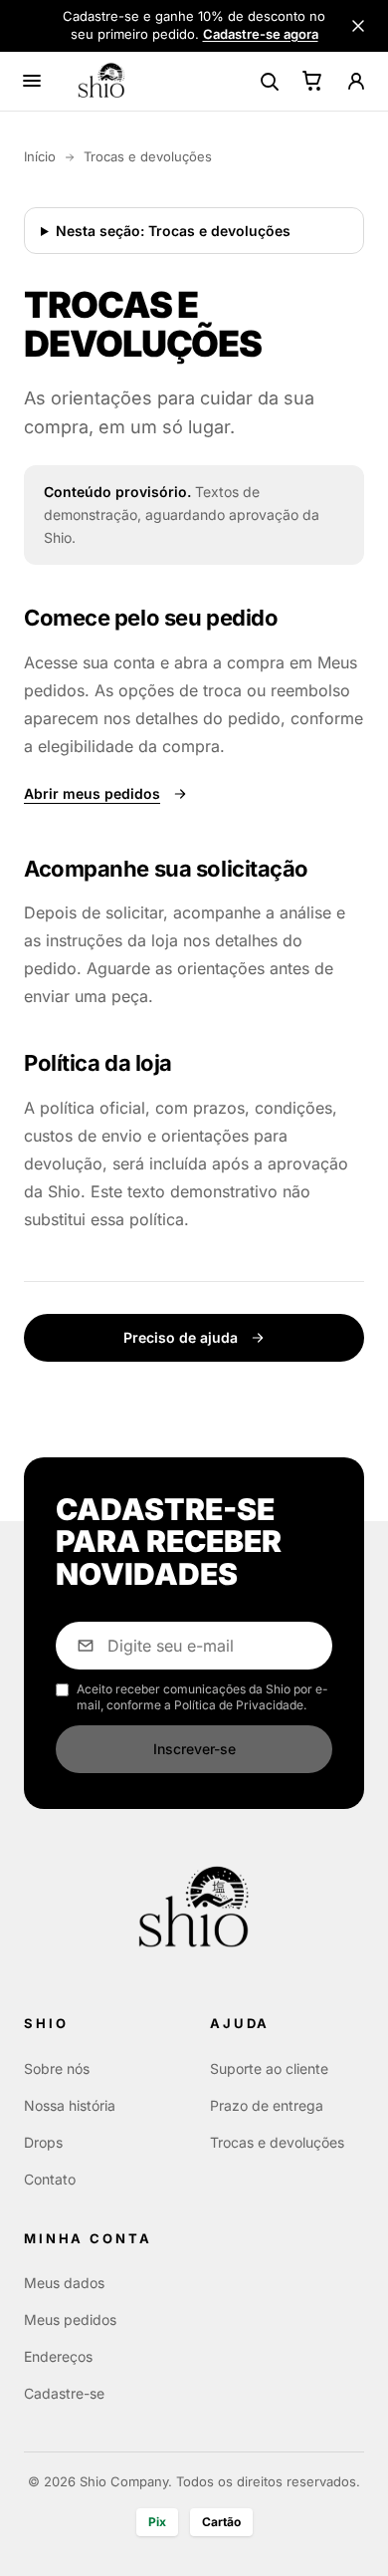 Cadastre-se e ganhe 10% de desconto no
seu primeiro pedido. Cadastre-se agora
shio
Início → Trocas e devoluções
▶ Nesta seção: Trocas e devoluções
TROCAS E
DEVOLUÇÕES
As orientações para cuidar da sua
compra, em um só lugar.
Conteúdo provisório. Textos de
demonstração, aguardando aprovação da
Shio.
Comece pelo seu pedido
Acesse sua conta e abra a compra em Meus
pedidos. As opções de troca ou reembolso
aparecem nos detalhes do pedido, conforme
a elegibilidade da compra.
Abrir meus pedidos →
Acompanhe sua solicitação
Depois de solicitar, acompanhe a análise e
as instruções da loja nos detalhes do
pedido. Aguarde as orientações antes de
enviar uma peça.
Política da loja
A política oficial, com prazos, condições,
custos de envio e orientações para
devolução, será incluída após a aprovação
da Shio. Este texto demonstrativo não
substitui essa política.
Preciso de ajuda →
CADASTRE-SE
PARA RECEBER
NOVIDADES
Digite seu e-mail
Aceito receber comunicações da Shio por e-
mail, conforme a Política de Privacidade.
Inscrever-se
塩
shio
SHIO
Sobre nós
Nossa história
Drops
Contato
AJUDA
Suporte ao cliente
Prazo de entrega
Trocas e devoluções
MINHA CONTA
Meus dados
Meus pedidos
Endereços
Cadastre-se
© 2026 Shio Company. Todos os direitos reservados.
Pix Cartão